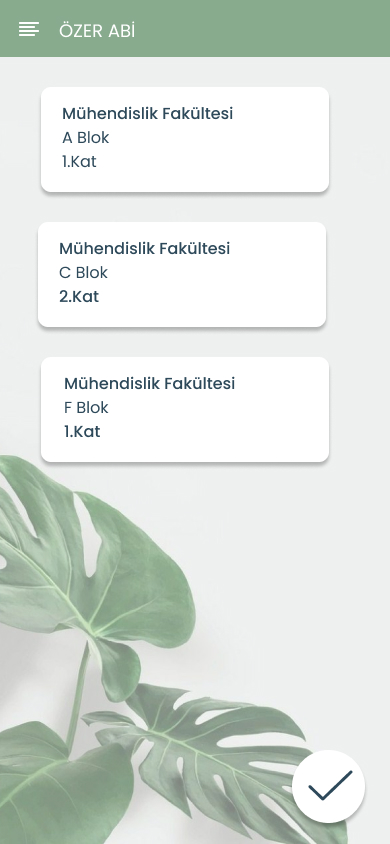 ÖZER ABİ
Mühendislik Fakültesi
A Blok
1.Kat
Mühendislik Fakültesi
C Blok
2.Kat
Mühendislik Fakültesi
F Blok
1.Kat